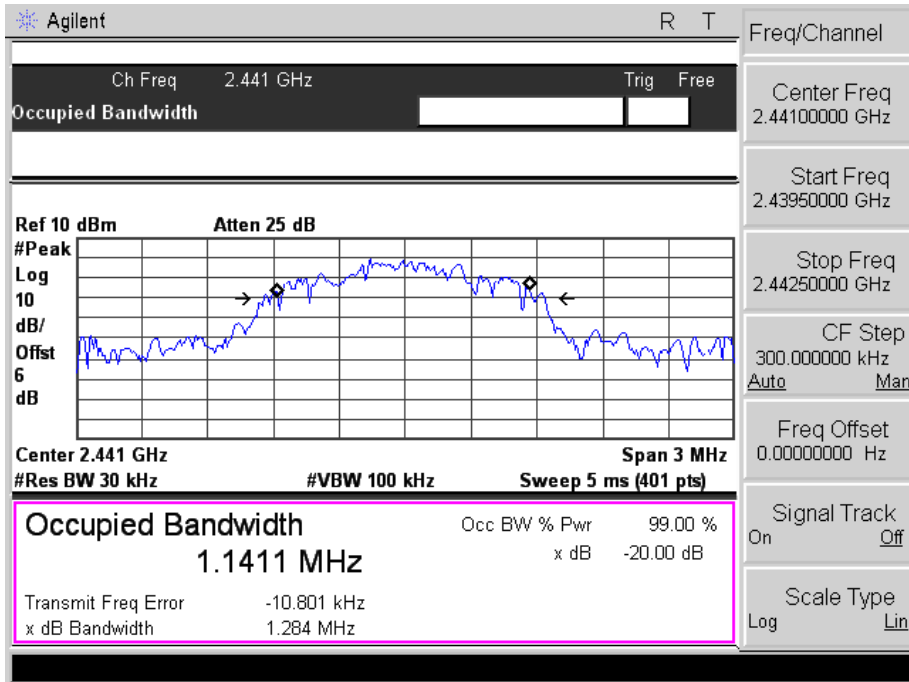 Agilent R T
Ch Freq 2.441 GHz Trig Free
Occupied Bandwidth
Ref 10 dBm Atten 25 dB
#Peak
Log
10
dB/
Offst
6
dB
Center 2.441 GHz Span 3 MHz
#Res BW 30 kHz #VBW 100 kHz Sweep 5 ms (401 pts)
Occupied Bandwidth
1.1411 MHz
Occ BW % Pwr 99.00 %
x dB -20.00 dB
Transmit Freq Error -10.801 kHz
x dB Bandwidth 1.284 MHz
Freq/Channel
Center Freq
2.44100000 GHz
Start Freq
2.43950000 GHz
Stop Freq
2.44250000 GHz
CF Step
300.000000 kHz
Auto Man
Freq Offset
0.00000000 Hz
Signal Track
On Off
Scale Type
Log Lin